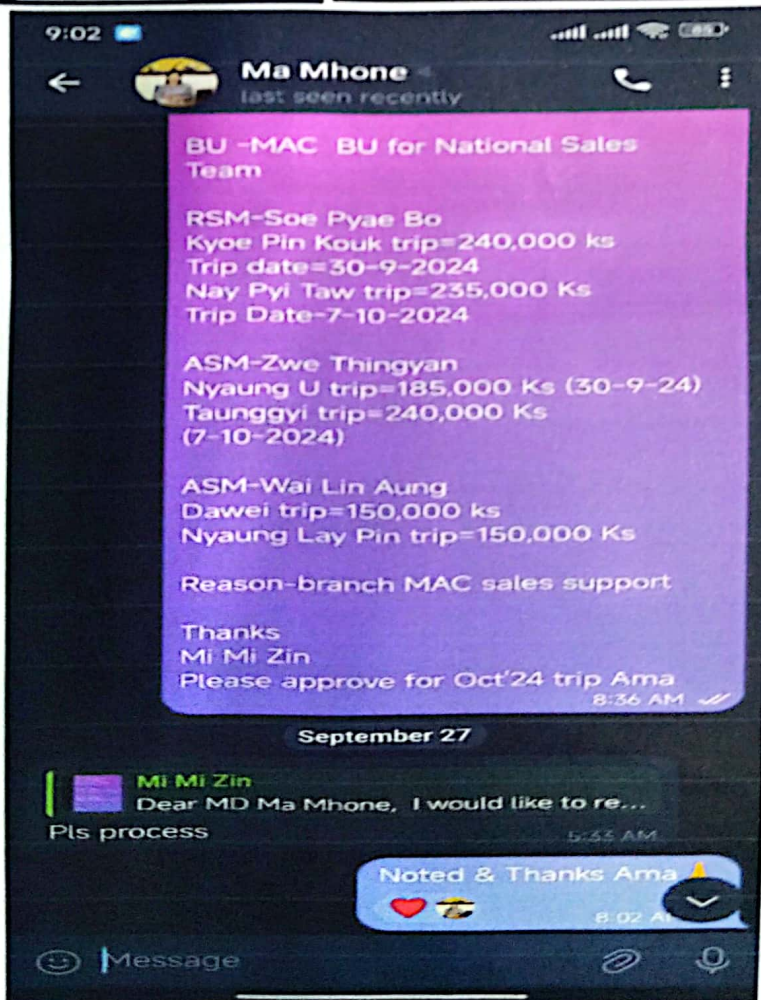 9:02
Ma Mhone
last seen recently
BU -MAC BU for National Sales
Team
RSM-Soe Pyae Bo
Kyoe Pin Kouk trip=240,000 ks
Trip date=30-9-2024
Nay Pyi Taw trip=235,000 Ks
Trip Date-7-10-2024
ASM-Zwe Thingyan
Nyaung U trip=185,000 Ks (30-9-24)
Taunggyi trip=240,000 Ks
(7-10-2024)
ASM-Wai Lin Aung
Dawei trip=150,000 ks
Nyaung Lay Pin trip=150,000 Ks
Reason-branch MAC sales support
Thanks
Mi Mi Zin
Please approve for Oct'24 trip Ama
8:36 AM
September 27
Mi Mi Zin
Dear MD Ma Mhone, I would like to re...
Pls process
5:33 AM
Noted & Thanks Ama
8:02
Message